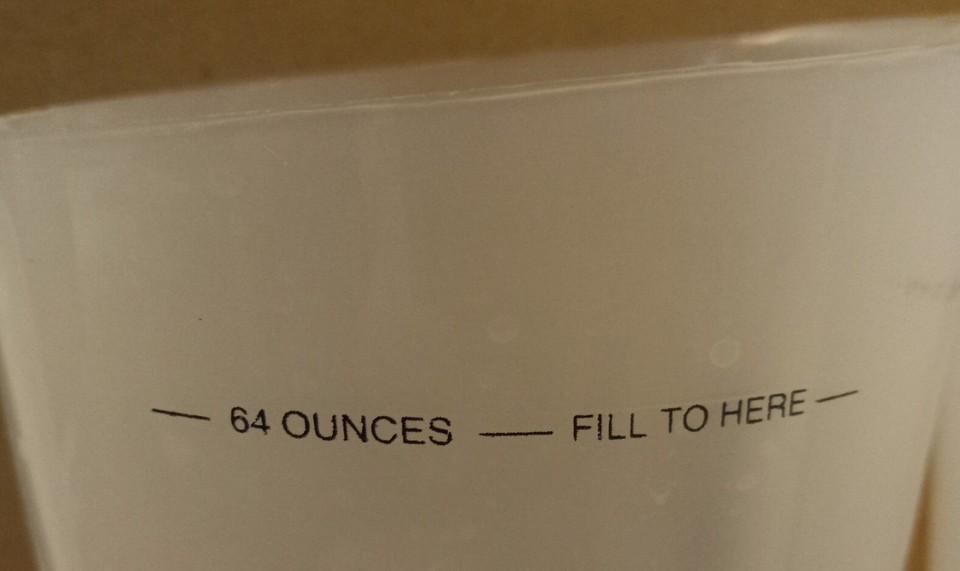 — 64 OUNCES — FILL TO HERE —